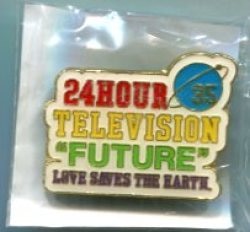 24HOUR 35
TELEVISION
"FUTURE"
LOVE SAVES THE EARTH.